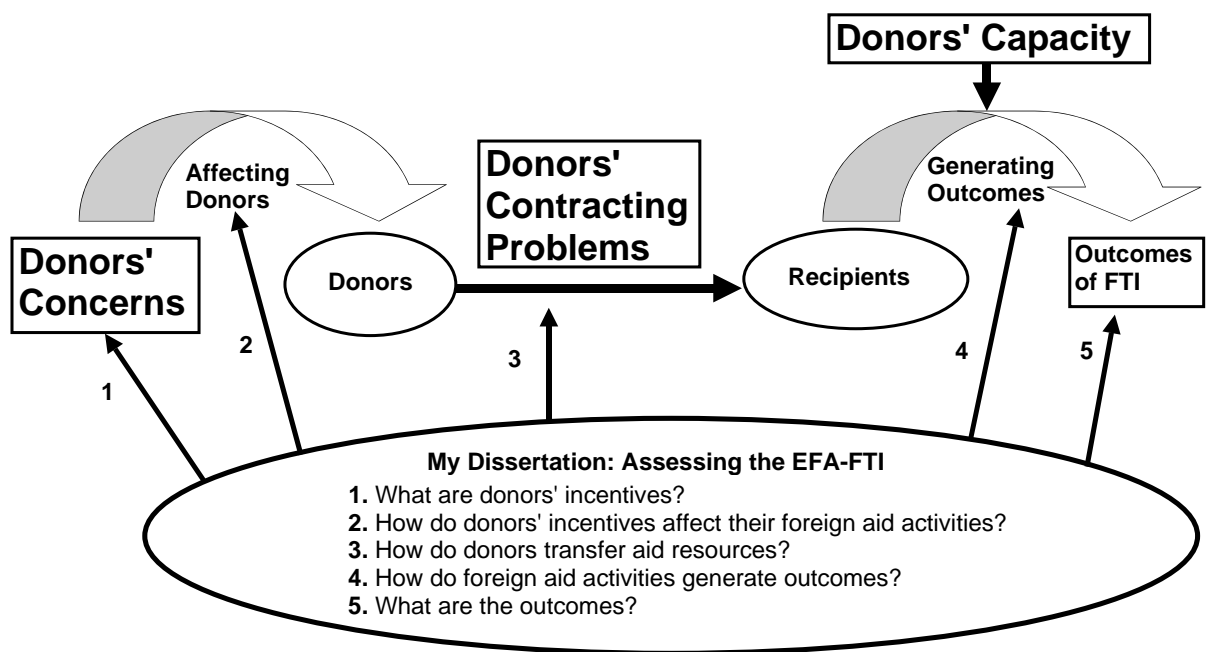 Donors' Capacity
Affecting
Donors
Donors'
Contracting
Problems
Generating
Outcomes
Donors'
Concerns
Donors
Recipients
Outcomes
of FTI
1
2
3
4
5
My Dissertation: Assessing the EFA-FTI
1. What are donors' incentives?
2. How do donors' incentives affect their foreign aid activities?
3. How do donors transfer aid resources?
4. How do foreign aid activities generate outcomes?
5. What are the outcomes?